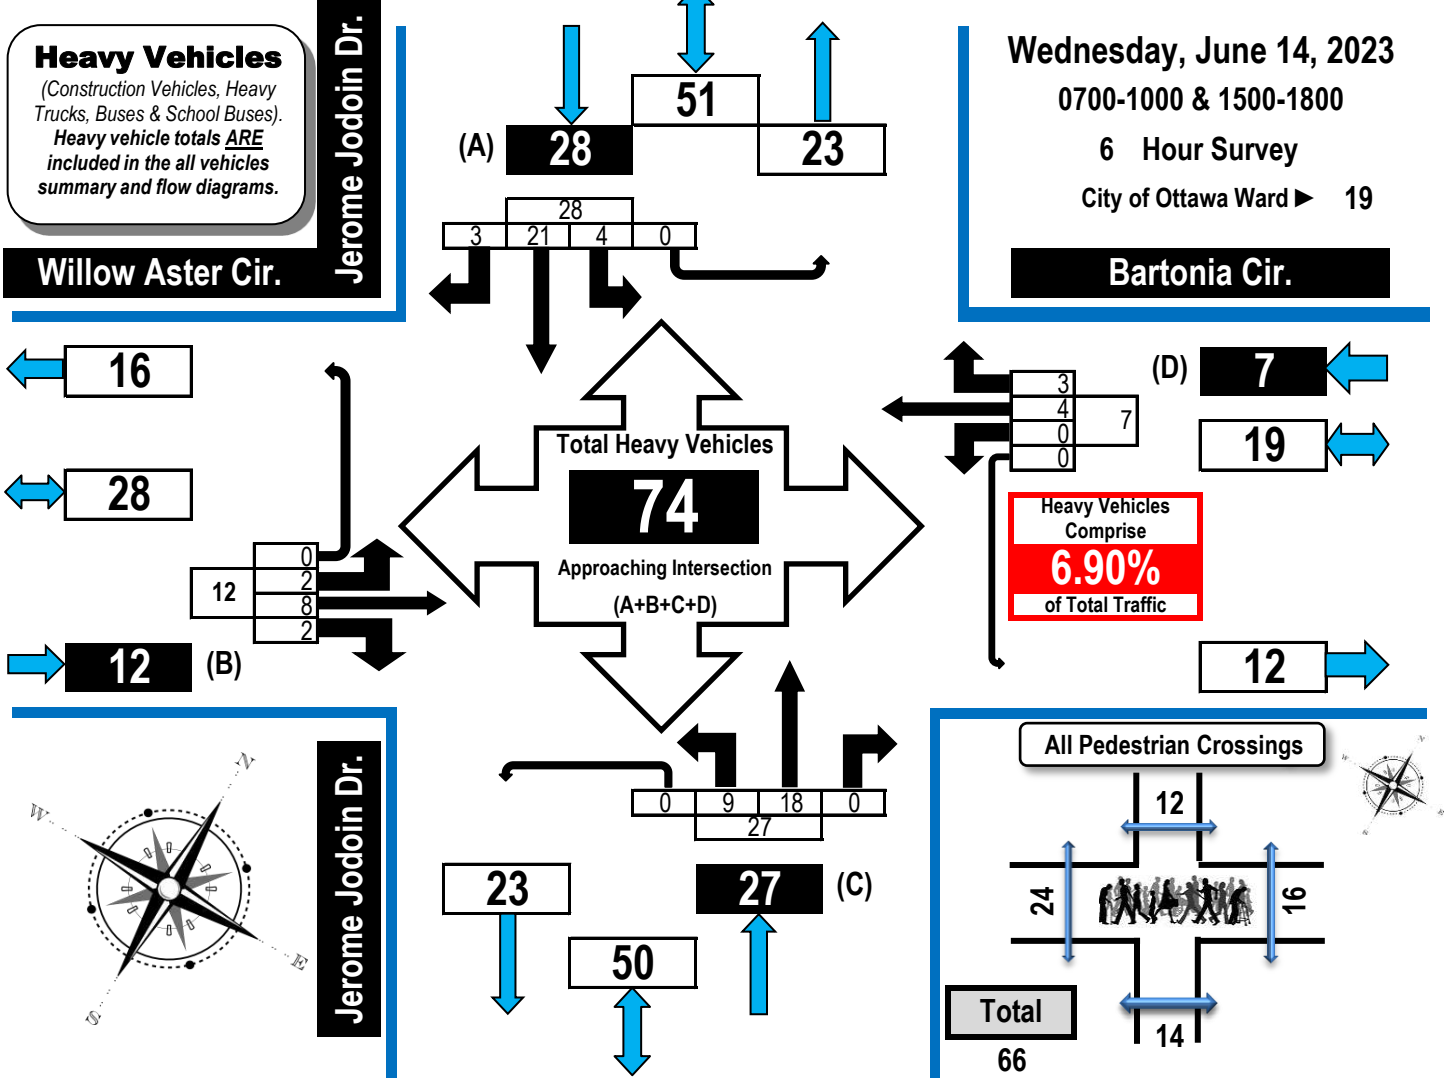 Heavy Vehicles
(Construction Vehicles, Heavy
Trucks, Buses & School Buses).
Heavy vehicle totals ARE
included in the all vehicles
summary and flow diagrams.
Jerome Jodoin Dr.
Willow Aster Cir.
51
(A) 28
23
28
3 21 4 0
Wednesday, June 14, 2023
0700-1000 & 1500-1800
6 Hour Survey
City of Ottawa Ward ► 19
Bartonia Cir.
16
28
0
2
8
2
12
12 (B)
Total Heavy Vehicles
74
Approaching Intersection
(A+B+C+D)
3
4
0
0
7
(D) 7
19
Heavy Vehicles
Comprise
6.90%
of Total Traffic
12
N
W
E
S
Jerome Jodoin Dr.
0 9 18 0
27
23
27 (C)
50
All Pedestrian Crossings
N
W
E
S
12
24
16
14
Total
66